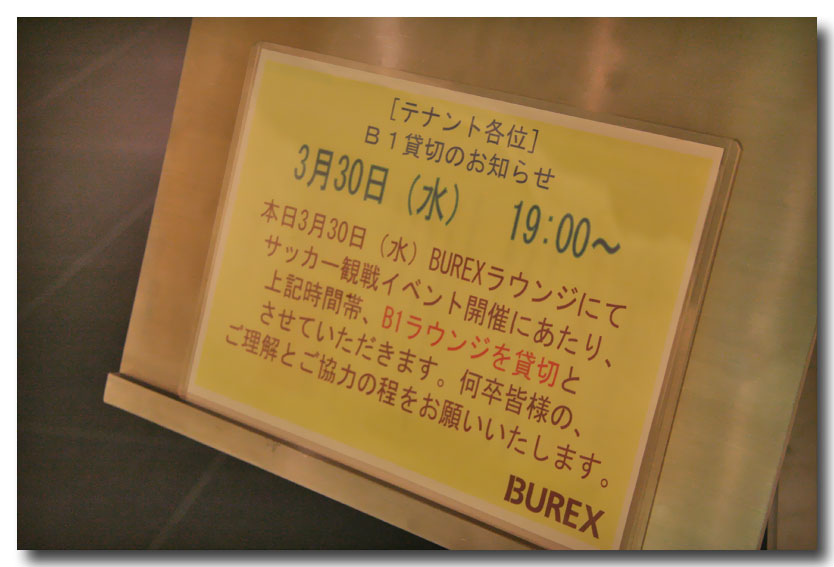 [テナント各位]
B1貸切のお知らせ
3月30日(水) 19:00～
本日3月30日(水)BUREXラウンジにて
サッカー観戦イベント開催にあたり、
上記時間帯、B1ラウンジを貸切と
させていただきます。何卒皆様の、
ご理解とご協力の程をお願いいたします。
BUREX